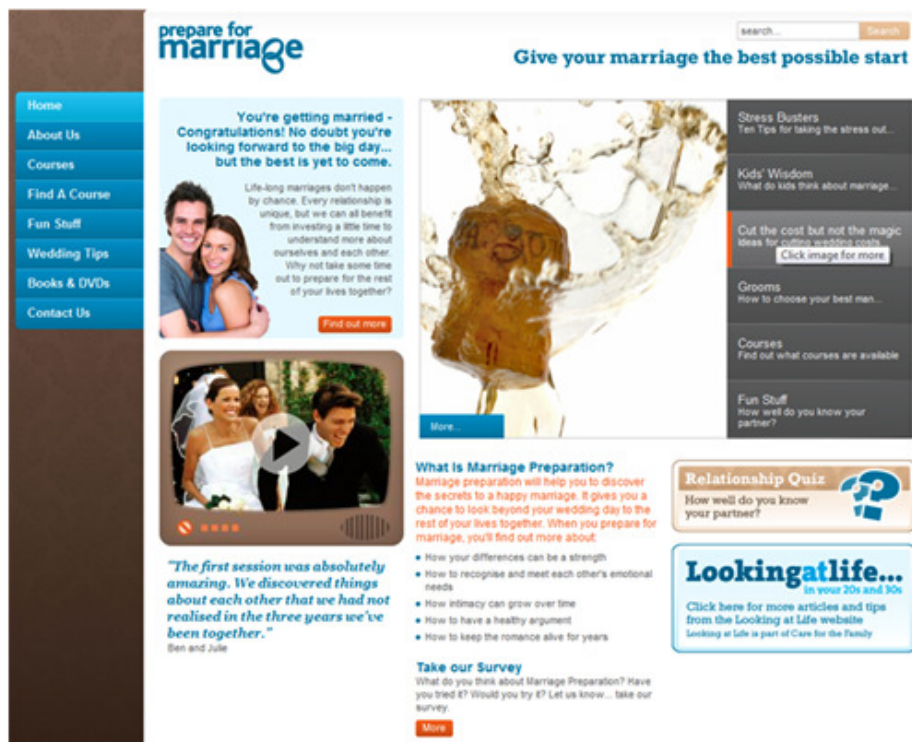 prepare for
marriage
search...
Search
Give your marriage the best possible start
Home
About Us
Courses
Find A Course
Fun Stuff
Wedding Tips
Books & DVDs
Contact Us
You're getting married -
Congratulations! No doubt you're
looking forward to the big day...
but the best is yet to come.
Life-long marriages don't happen
by chance. Every relationship is
unique, but we can all benefit
from investing a little time to
understand more about
ourselves and each other.
Why not take some time
out to prepare for the rest
of your lives together?
Find out more
More...
Stress Busters
Ten Tips for taking the stress out...
Kids' Wisdom
What do kids think about marriage...
Cut the cost but not the magic
Ideas for cutting wedding costs
Click image for more
Grooms
How to choose your best man...
Courses
Find out what courses are available
Fun Stuff
How well do you know your
partner?
"The first session was absolutely
amazing. We discovered things
about each other that we had not
realised in the three years we've
been together."
Ben and Julie
What Is Marriage Preparation?
Marriage preparation will help you to discover
the secrets to a happy marriage. It gives you a
chance to look beyond your wedding day to the
rest of your lives together. When you prepare for
marriage, you'll find out more about:
• How your differences can be a strength
• How to recognise and meet each other's emotional
needs
• How intimacy can grow over time
• How to have a healthy argument
• How to keep the romance alive for years
Take our Survey
What do you think about Marriage Preparation? Have
you tried it? Would you try it? Let us know... take our
survey.
More
Relationship Quiz
How well do you know
your partner?
?
Lookingatlife...
in your 20s and 30s
Click here for more articles and tips
from the Looking at Life website
Looking at Life is part of Care for the Family